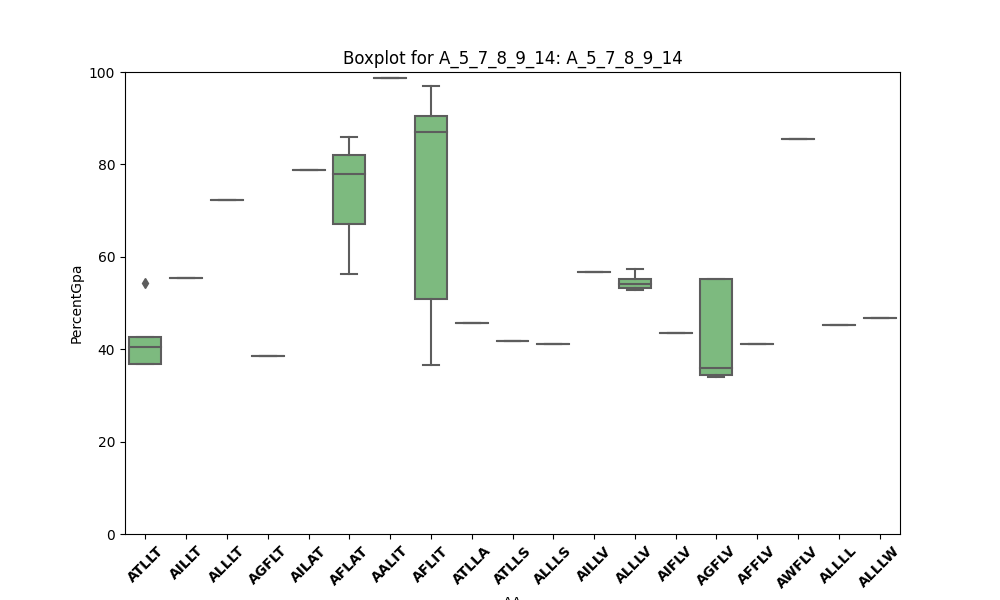 Boxplot for A_5_7_8_9_14: A_5_7_8_9_14
100
80
60
40
20
0
PercentGpa
ATLLT
AILLT
ALLLT
AGFLT
AILAT
AFLAT
AALIT
AFLIT
ATLLA
ATLLS
ALLLS
AILLV
ALLLV
AIFLV
AGFLV
AFFLV
AWFLV
ALLLL
ALLLW